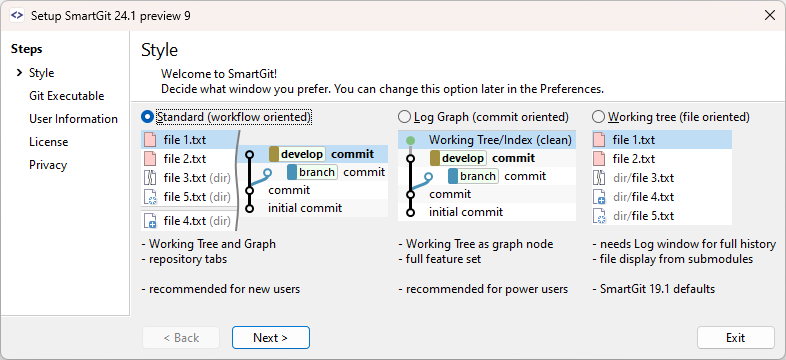 Setup SmartGit 24.1 preview 9
Steps
Style
Git Executable
User Information
License
Privacy
Style
Welcome to SmartGit!
Decide what window you prefer. You can change this option later in the Preferences.
Standard (workflow oriented)
file 1.txt
file 2.txt
file 3.txt (dir)
file 5.txt (dir)
file 4.txt (dir)
develop commit
branch commit
commit
initial commit
- Working Tree and Graph
- repository tabs
- recommended for new users
Log Graph (commit oriented)
Working Tree/Index (clean)
develop commit
branch commit
commit
initial commit
- Working Tree as graph node
- full feature set
- recommended for power users
Working tree (file oriented)
file 1.txt
file 2.txt
dir/file 3.txt
dir/file 4.txt
dir/file 5.txt
- needs Log window for full history
- file display from submodules
- SmartGit 19.1 defaults
< Back
Next >
Exit